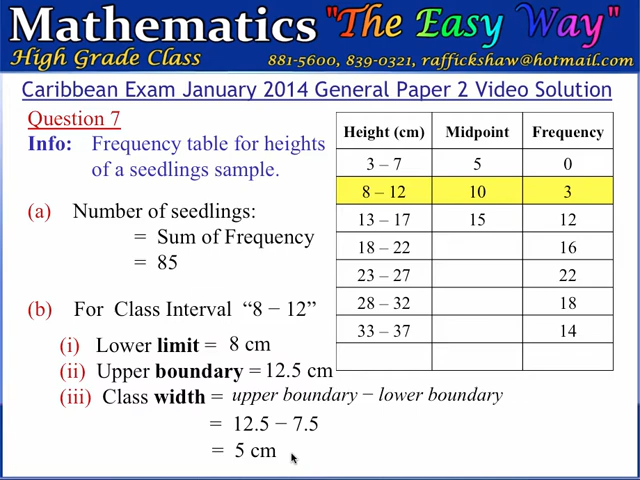 Mathematics "The Easy Way"
High Grade Class 881-5600, 839-0321, raffickshaw@hotmail.com
Caribbean Exam January 2014 General Paper 2 Video Solution
Question 7
Info: Frequency table for heights
of a seedlings sample.
(a) Number of seedlings:
= Sum of Frequency
= 85
(b) For Class Interval “8 − 12”
(i) Lower limit = 8 cm
(ii) Upper boundary = 12.5 cm
(iii) Class width = upper boundary − lower boundary
= 12.5 − 7.5
= 5 cm
Height (cm) Midpoint Frequency
3 – 7 5 0
8 – 12 10 3
13 – 17 15 12
18 – 22 16
23 – 27 22
28 – 32 18
33 – 37 14